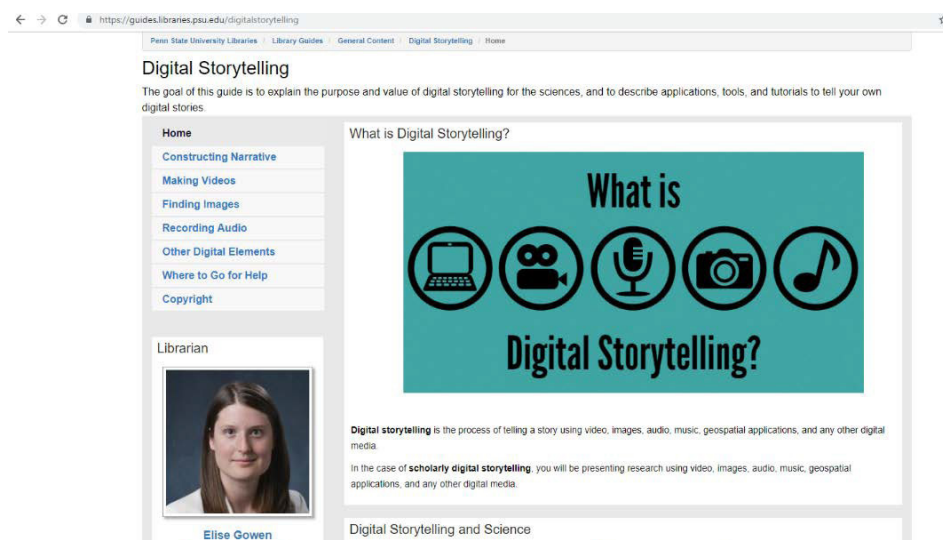 https://guides.libraries.psu.edu/digitalstorytelling
Penn State University Libraries / Library Guides / General Content / Digital Storytelling / Home
Digital Storytelling
The goal of this guide is to explain the purpose and value of digital storytelling for the sciences, and to describe applications, tools, and tutorials to tell your own
digital stories.
Home
Constructing Narrative
Making Videos
Finding Images
Recording Audio
Other Digital Elements
Where to Go for Help
Copyright
Librarian
Elise Gowen
What is Digital Storytelling?
What is
Digital Storytelling?
Digital storytelling is the process of telling a story using video, images, audio, music, geospatial applications, and any other digital
media.
In the case of scholarly digital storytelling, you will be presenting research using video, images, audio, music, geospatial
applications, and any other digital media.
Digital Storytelling and Science